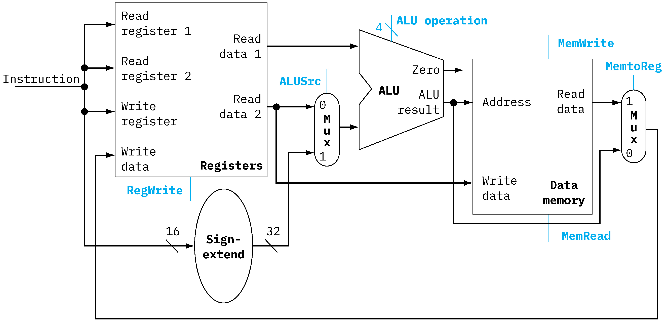 Instruction
Read
register 1
Read
register 2
Write
register
Write
data
Read
data 1
Read
data 2
Registers
RegWrite
16
Sign-
extend
32
ALUSrc
0
Mux
1
4
ALU operation
Zero
ALU
ALU
result
MemWrite
Address
Read
data
Write
data
Data
memory
MemRead
MemtoReg
1
Mux
0